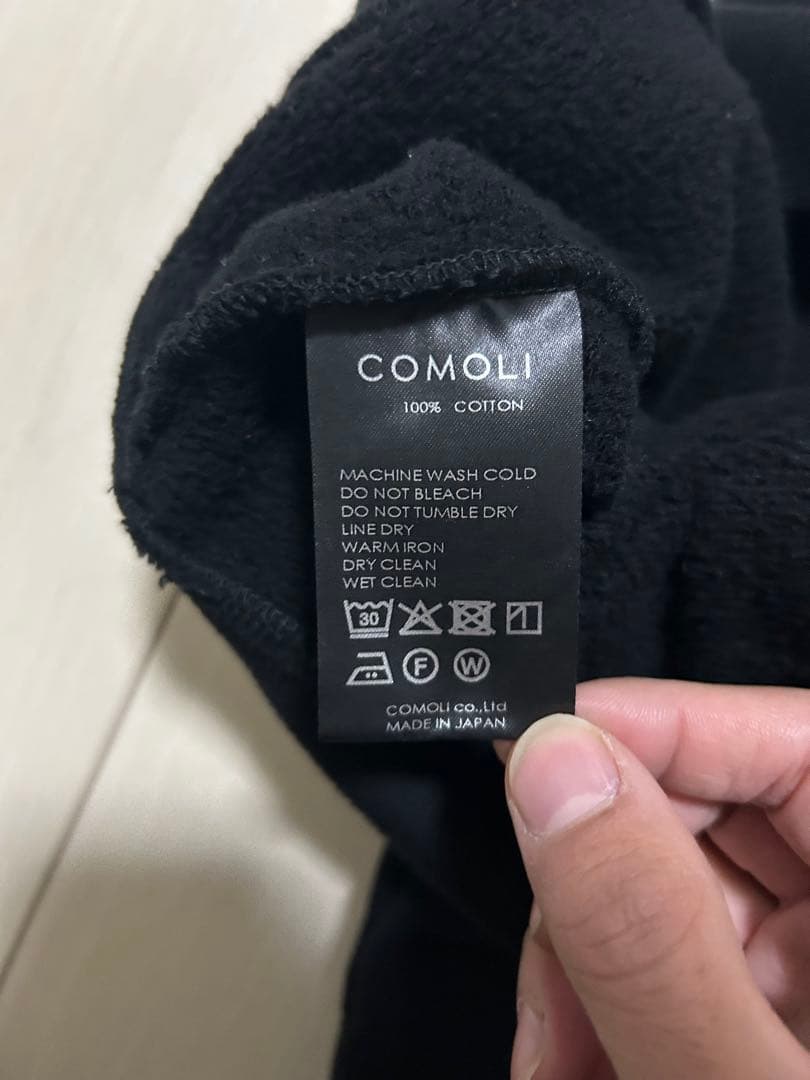 COMOLI
100% COTTON
MACHINE WASH COLD
DO NOT BLEACH
DO NOT TUMBLE DRY
LINE DRY
WARM IRON
DRY CLEAN
WET CLEAN
30
F W
COMOLI co.,Ltd
MADE IN JAPAN